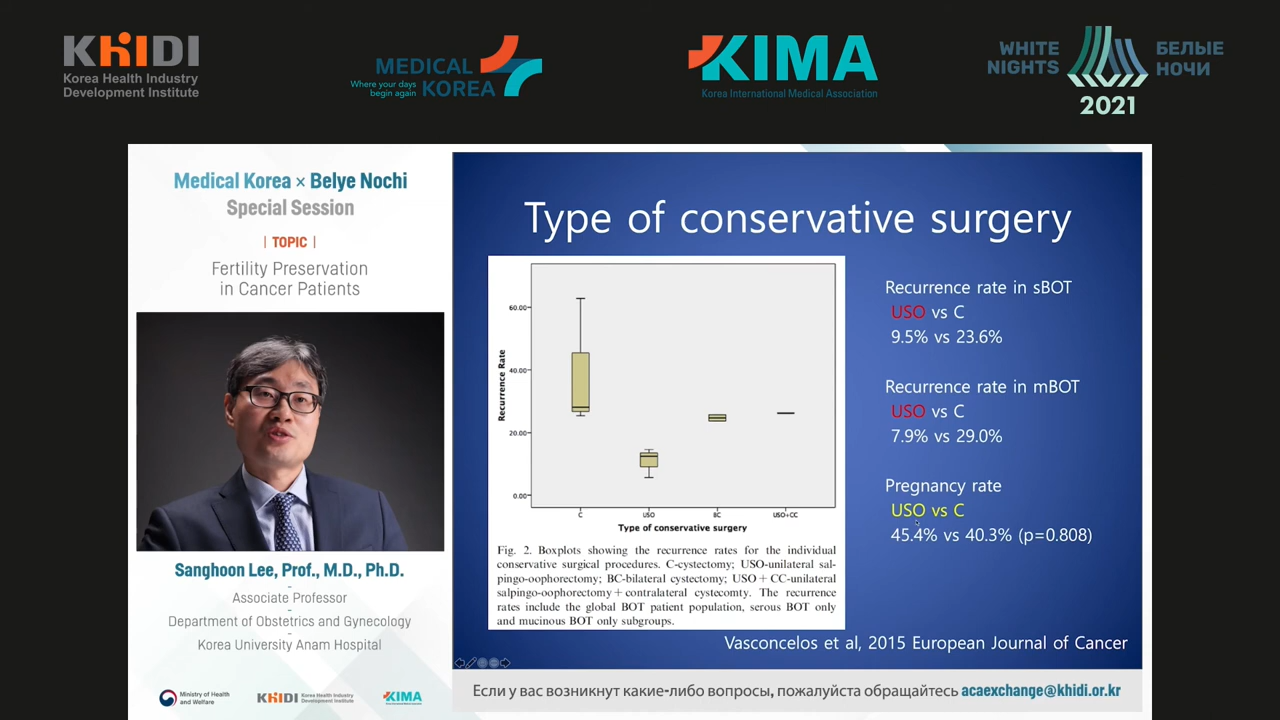 KHIDI
Korea Health Industry
Development Institute
MEDICAL
KOREA
Where your days
begin again
KIMA
Korea International Medical Association
WHITE
NIGHTS
БЕЛЫЕ
НОЧИ
2021
Medical Korea × Belye Nochi
Special Session
| TOPIC |
Fertility Preservation
in Cancer Patients
Sanghoon Lee, Prof., M.D., Ph.D.
-
Associate Professor
-
Department of Obstetrics and Gynecology
-
Korea University Anam Hospital
Ministry of Health
and Welfare
KHIDI
Korea Health Industry
Development Institute
KIMA
Type of conservative surgery
Recurrence Rate
60.00
40.00
20.00
0.00
C
USO
BC
USO+CC
Type of conservative surgery
Fig. 2. Boxplots showing the recurrence rates for the individual
conservative surgical procedures. C-cystectomy; USO-unilateral sal-
pingo-oophorectomy; BC-bilateral cystectomy; USO + CC-unilateral
salpingo-oophorectomy + contralateral cystecomty. The recurrence
rates include the global BOT patient population, serous BOT only
and mucinous BOT only subgroups.
Recurrence rate in sBOT
USO vs C
9.5% vs 23.6%
Recurrence rate in mBOT
USO vs C
7.9% vs 29.0%
Pregnancy rate
USO vs C
45.4% vs 40.3% (p=0.808)
Vasconcelos et al, 2015 European Journal of Cancer
Если у вас возникнут какие-либо вопросы, пожалуйста обращайтесь acaexchange@khidi.or.kr